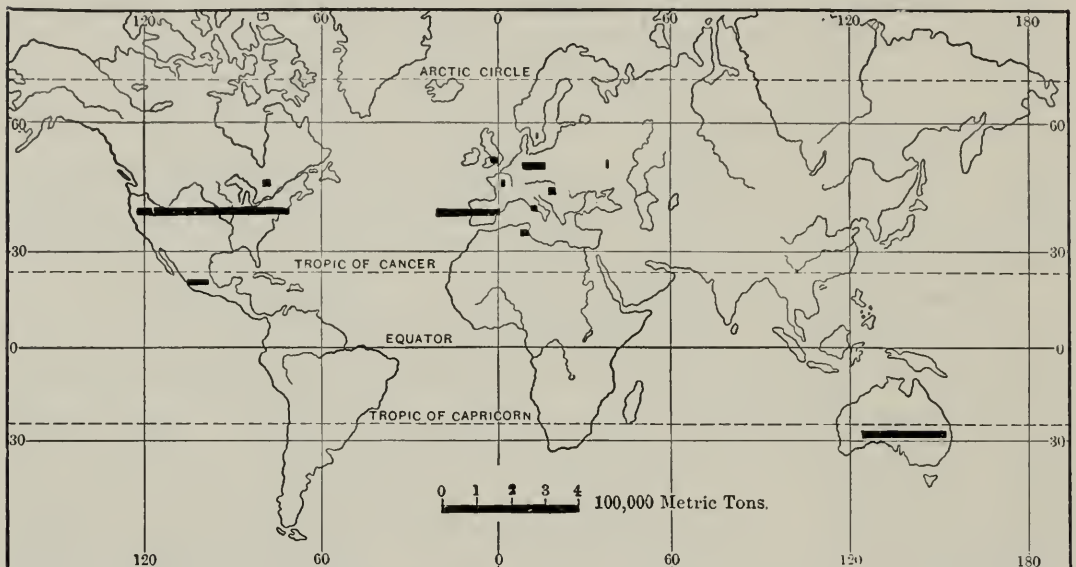 120 60 0 60 120 180
ARCTIC CIRCLE
60 60
30 30
TROPIC OF CANCER
EQUATOR
0 0
TROPIC OF CAPRICORN
30 30
0 1 2 3 4
100,000 Metric Tons.
120 60 0 60 120 180